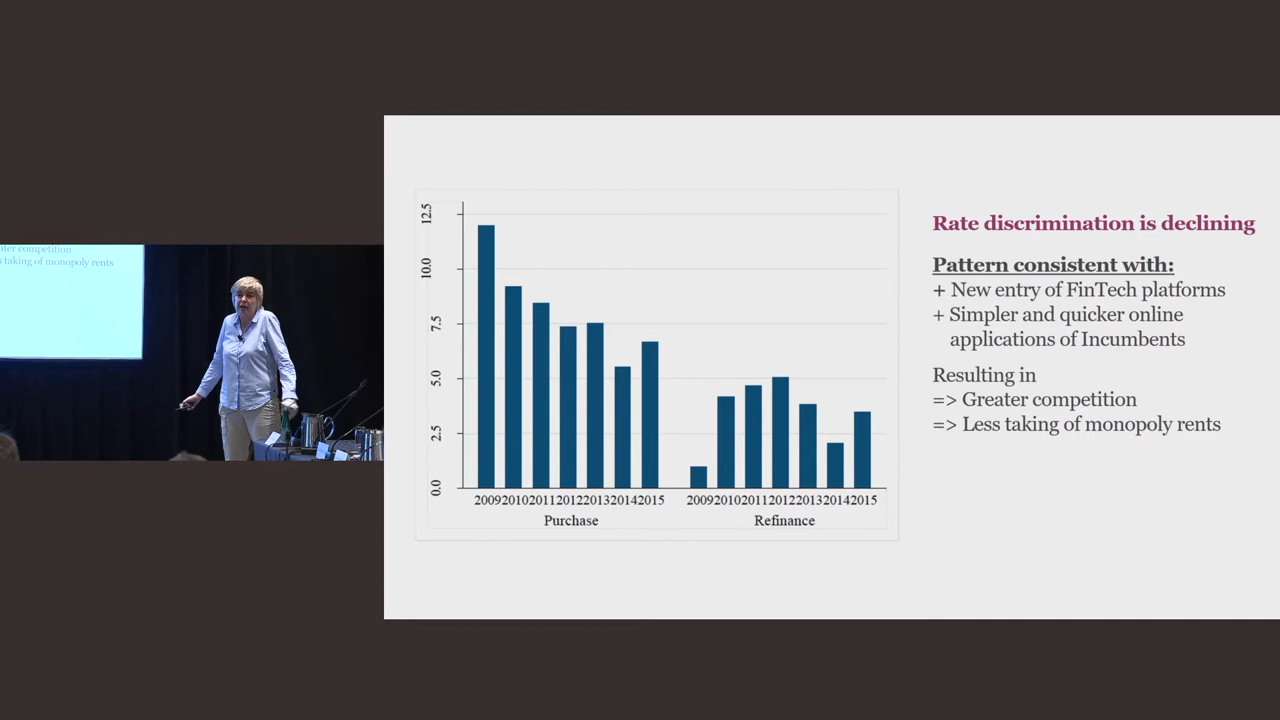 ter competition
s taking of monopoly rents
12.5
10.0
7.5
5.0
2.5
0.0
2009 2010 2011 2012 2013 2014 2015
Purchase
2009 2010 2011 2012 2013 2014 2015
Refinance
Rate discrimination is declining
Pattern consistent with:
+ New entry of FinTech platforms
+ Simpler and quicker online
applications of Incumbents
Resulting in
=> Greater competition
=> Less taking of monopoly rents